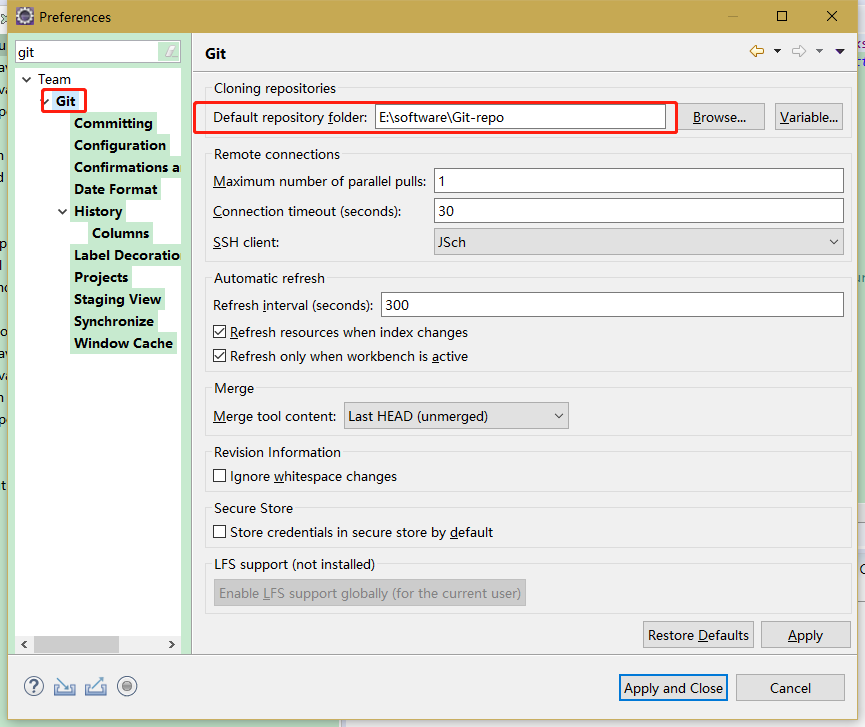 Preferences
git
Git
Team
Git
Committing
Configuration
Confirmations a
Date Format
History
Columns
Label Decoratio
Projects
Staging View
Synchronize
Window Cache
Cloning repositories
Default repository folder: E:\software\Git-repo Browse... Variable...
Remote connections
Maximum number of parallel pulls: 1
Connection timeout (seconds): 30
SSH client: JSch
Automatic refresh
Refresh interval (seconds): 300
Refresh resources when index changes
Refresh only when workbench is active
Merge
Merge tool content: Last HEAD (unmerged)
Revision Information
Ignore whitespace changes
Secure Store
Store credentials in secure store by default
LFS support (not installed)
Enable LFS support globally (for the current user)
Restore Defaults Apply
Apply and Close Cancel